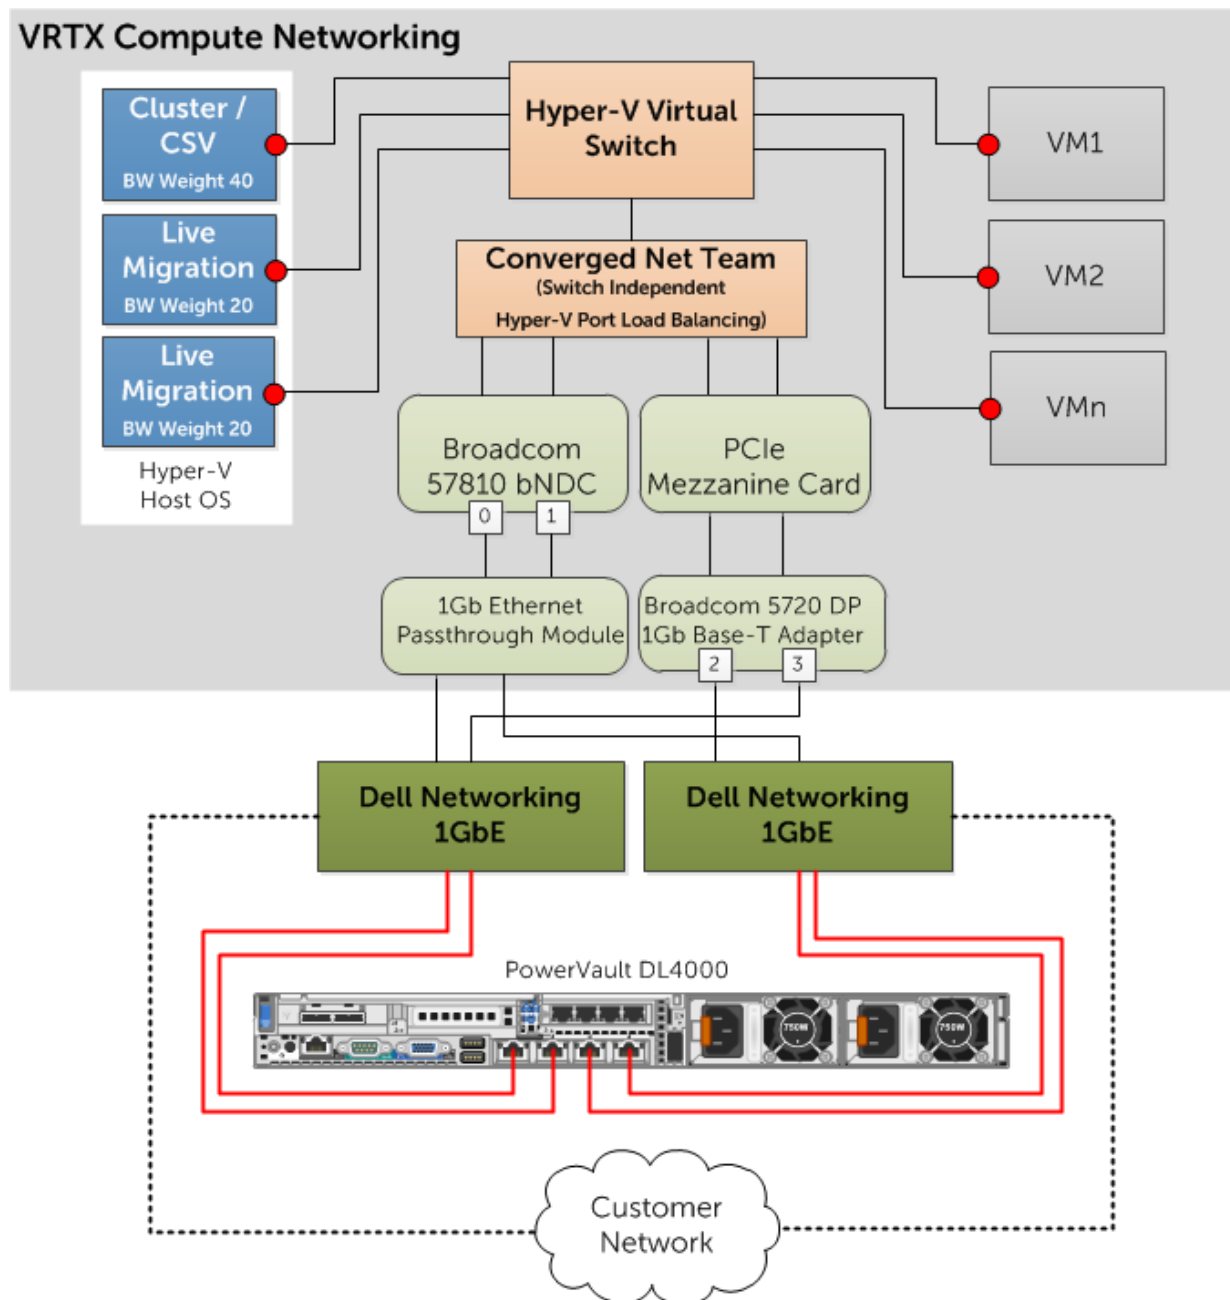 VRTX Compute Networking
Cluster /
CSV
BW Weight 40
Live
Migration
BW Weight 20
Live
Migration
BW Weight 20
Hyper-V
Host OS
Hyper-V Virtual
Switch
Converged Net Team
(Switch Independent
Hyper-V Port Load Balancing)
VM1
VM2
VMn
Broadcom
57810 bNDC
0
1
PCIe
Mezzanine Card
1Gb Ethernet
Passthrough Module
Broadcom 5720 DP
1Gb Base-T Adapter
2
3
Dell Networking
1GbE
Dell Networking
1GbE
PowerVault DL4000
750W
750W
Customer
Network